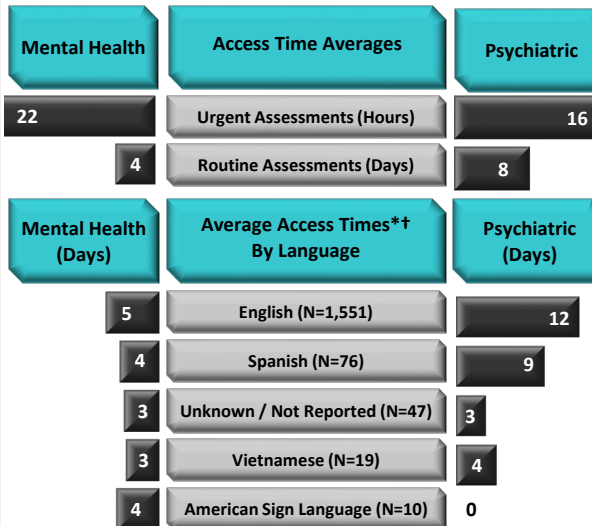 Mental Health Access Time Averages Psychiatric
22 Urgent Assessments (Hours) 16
4 Routine Assessments (Days) 8
Mental Health
(Days)
Average Access Times*†
By Language
Psychiatric
(Days)
5 English (N=1,551) 12
4 Spanish (N=76) 9
3 Unknown / Not Reported (N=47) 3
3 Vietnamese (N=19) 4
4 American Sign Language (N=10) 0